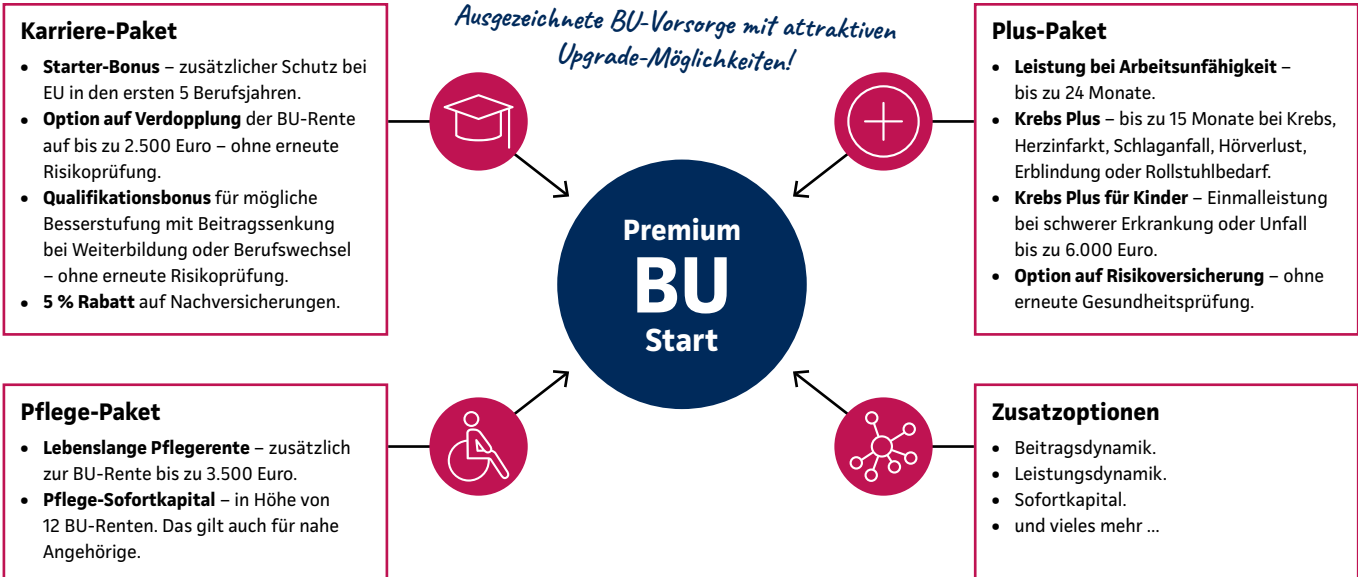 Karriere-Paket
• Starter-Bonus – zusätzlicher Schutz bei
EU in den ersten 5 Berufsjahren.
• Option auf Verdopplung der BU-Rente
auf bis zu 2.500 Euro – ohne erneute
Risikoprüfung.
• Qualifikationsbonus für mögliche
Besserstufung mit Beitragssenkung
bei Weiterbildung oder Berufswechsel
– ohne erneute Risikoprüfung.
• 5 % Rabatt auf Nachversicherungen.
Ausgezeichnete BU-Vorsorge mit attraktiven
Upgrade-Möglichkeiten!
Plus-Paket
• Leistung bei Arbeitsunfähigkeit –
bis zu 24 Monate.
• Krebs Plus – bis zu 15 Monate bei Krebs,
Herzinfarkt, Schlaganfall, Hörverlust,
Erblindung oder Rollstuhlbedarf.
• Krebs Plus für Kinder – Einmalleistung
bei schwerer Erkrankung oder Unfall
bis zu 6.000 Euro.
• Option auf Risikoversicherung – ohne
erneute Gesundheitsprüfung.
Premium
BU
Start
Pflege-Paket
• Lebenslange Pflegerente – zusätzlich
zur BU-Rente bis zu 3.500 Euro.
• Pflege-Sofortkapital – in Höhe von
12 BU-Renten. Das gilt auch für nahe
Angehörige.
Zusatzoptionen
• Beitragsdynamik.
• Leistungsdynamik.
• Sofortkapital.
• und vieles mehr ...